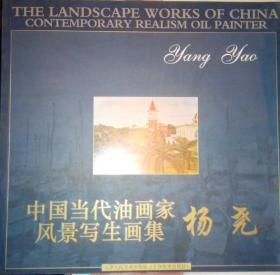 THE LANDSCAPE WORKS OF CHINA
CONTEMPORARY REALISM OIL PAINTER
Yang Yao
中国当代油画家
风景写生画集
杨尧